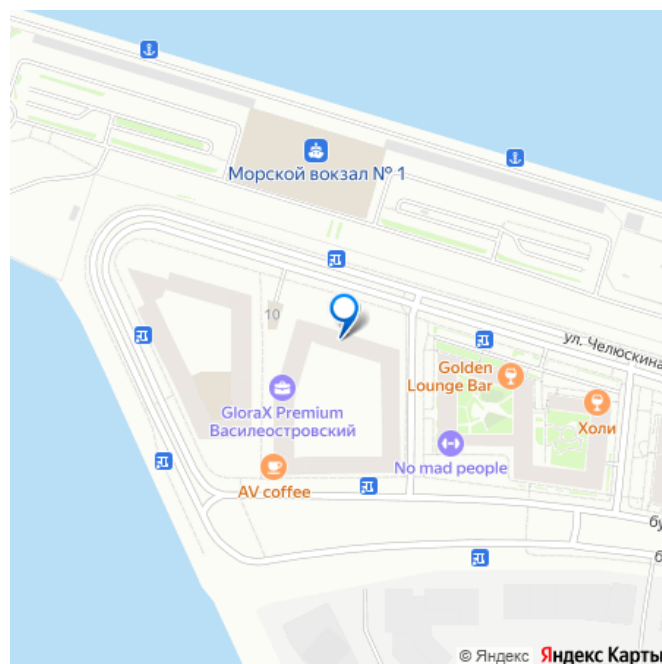 Морской вокзал № 1
10
ул. Челюскина
Golden
Lounge Bar
Холи
GloraX Premium
Василеостровский
No mad people
AV coffee
бу
б
© Яндекс Яндекс Карты